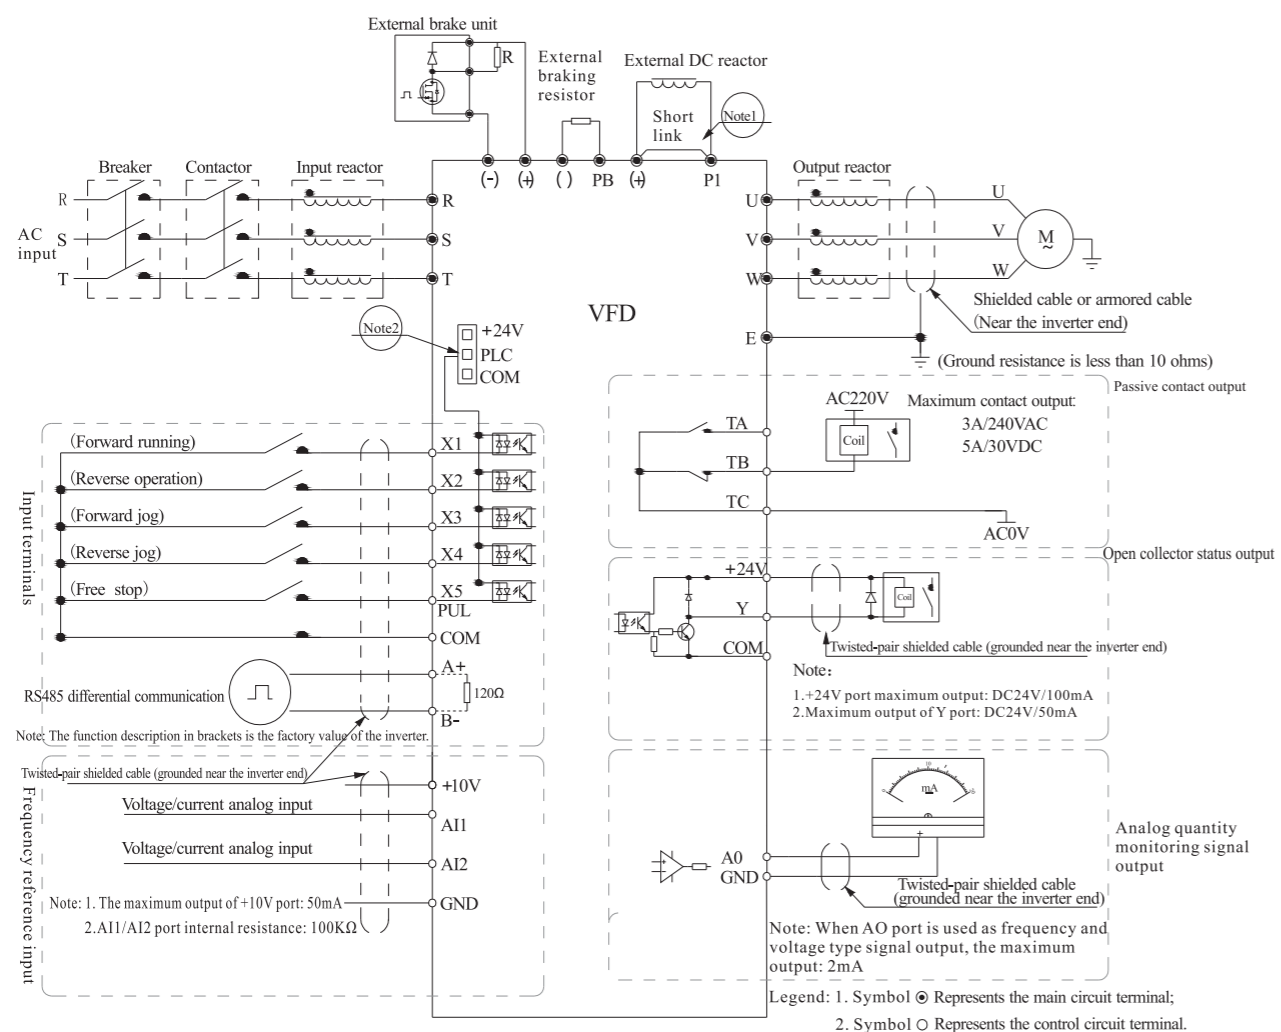 External brake unit
R
External
braking
resistor
External DC reactor
Short
link
Note1
Breaker
Contactor
Input reactor
(-)
(+)
( )
PB
(+)
P1
Output reactor
R
R
U
U
AC
input
S
S
V
V
M
~
T
T
W
W
Shielded cable or armored cable
(Near the inverter end)
VFD
Note2
+24V
PLC
COM
E
(Ground resistance is less than 10 ohms)
Passive contact output
AC220V
Maximum contact output:
3A/240VAC
5A/30VDC
TA
Coil
TB
TC
AC0V
Input terminals
(Forward running)
X1
(Reverse operation)
X2
(Forward jog)
X3
(Reverse jog)
X4
(Free stop)
X5
PUL
COM
Open collector status output
+24V
Coil
Y
COM
Twisted-pair shielded cable (grounded near the inverter end)
Note:
1.+24V port maximum output: DC24V/100mA
2.Maximum output of Y port: DC24V/50mA
A+
RS485 differential communication
120Ω
B-
Note: The function description in brackets is the factory value of the inverter.
Twisted-pair shielded cable (grounded near the inverter end)
Frequency reference input
+10V
Voltage/current analog input
AI1
Voltage/current analog input
AI2
Note: 1. The maximum output of +10V port: 50mA
GND
2.AI1/AI2 port internal resistance: 100KΩ
mA
+
A0
GND
Analog quantity
monitoring signal
output
Twisted-pair shielded cable
(grounded near the inverter end)
Note: When AO port is used as frequency and
voltage type signal output, the maximum
output: 2mA
Legend: 1. Symbol ◉ Represents the main circuit terminal;
2. Symbol ○ Represents the control circuit terminal.